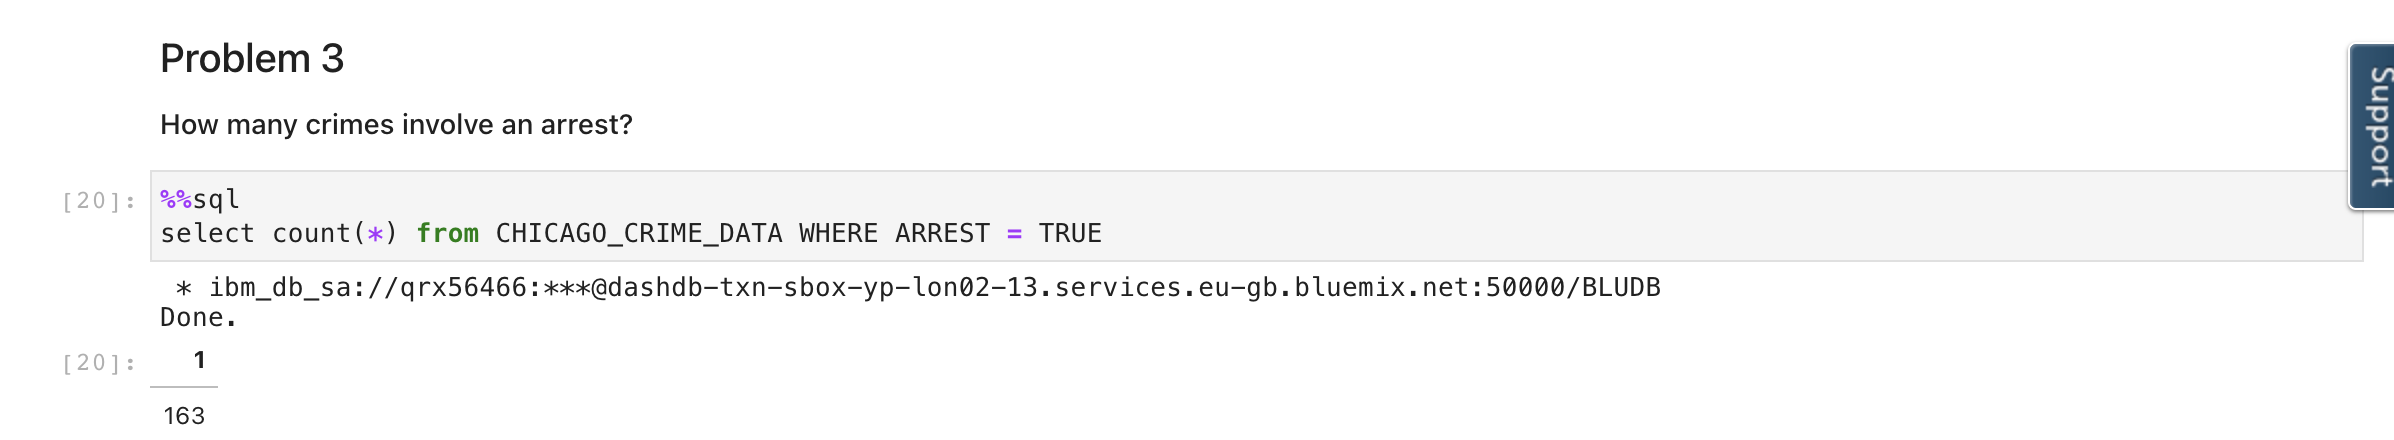 Problem 3
Support
How many crimes involve an arrest?
[20]:
%%sql
select count(*) from CHICAGO_CRIME_DATA WHERE ARREST = TRUE
* ibm_db_sa://qrx56466:***@dashdb-txn-sbox-yp-lon02-13.services.eu-gb.bluemix.net:50000/BLUDB
Done.
[20]:
1
163